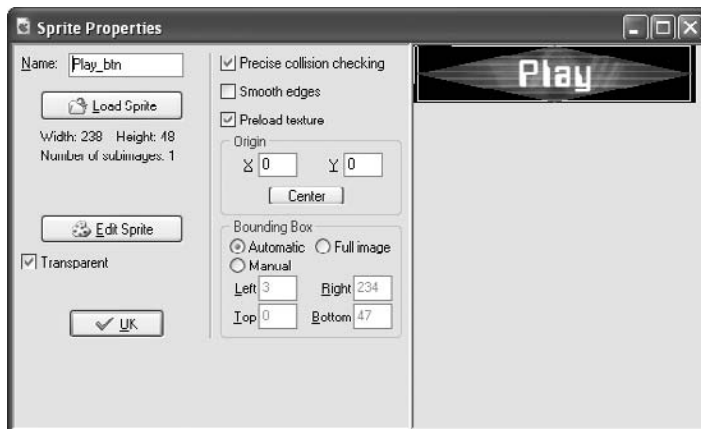 Sprite Properties
Name: Play_btn
Load Sprite
Width: 238 Height: 48
Number of subimages: 1
Edit Sprite
Transparent
UK
Precise collision checking
Smooth edges
Preload texture
Origin
X 0 Y 0
Center
Bounding Box
Automatic Full image
Manual
Left 3 Right 234
Top 0 Bottom 47
Play